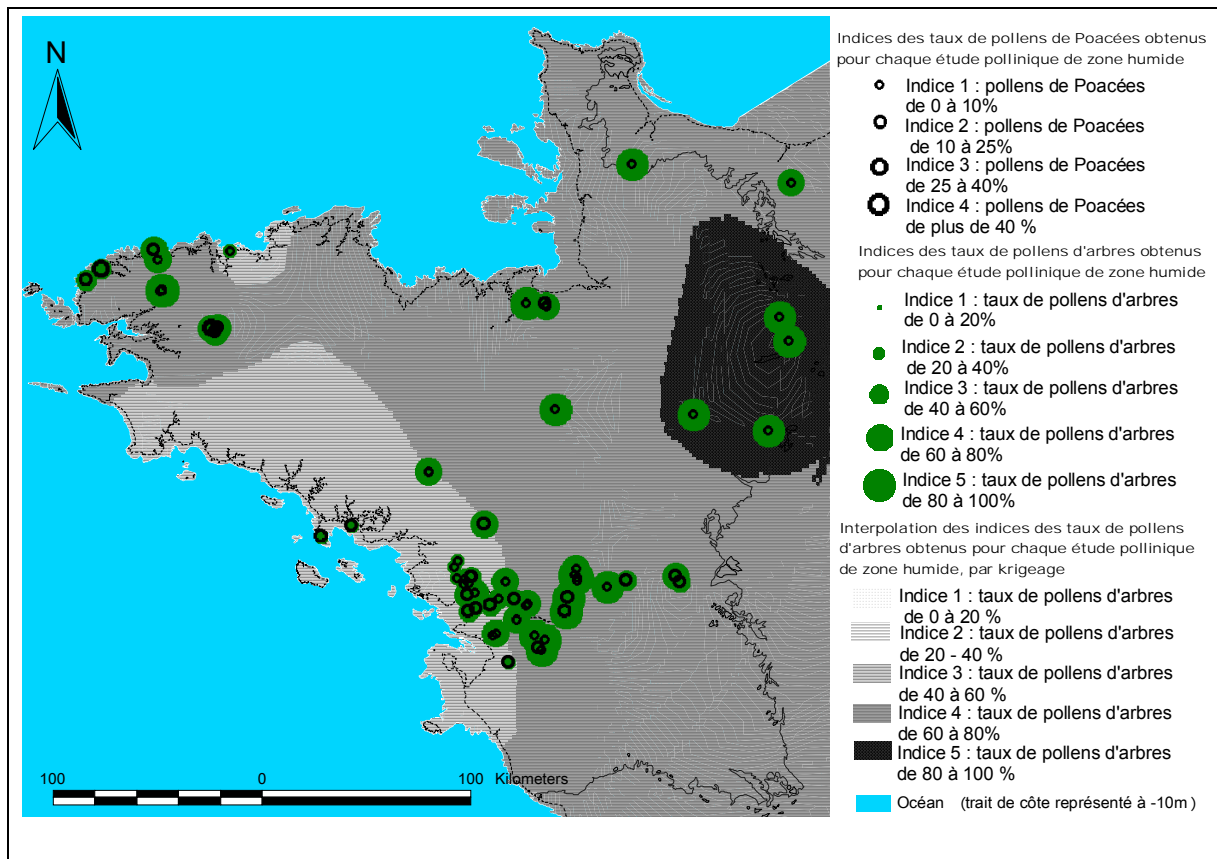 N
100
0
100 Kilometers
Indices des taux de pollens de Poacées obtenus
pour chaque étude pollinique de zone humide
Indice 1 : pollens de Poacées
de 0 à 10%
Indice 2 : pollens de Poacées
de 10 à 25%
Indice 3 : pollens de Poacées
de 25 à 40%
Indice 4 : pollens de Poacées
de plus de 40 %
Indices des taux de pollens d'arbres obtenus
pour chaque étude pollinique de zone humide
Indice 1 : taux de pollens d'arbres
de 0 à 20%
Indice 2 : taux de pollens d'arbres
de 20 à 40%
Indice 3 : taux de pollens d'arbres
de 40 à 60%
Indice 4 : taux de pollens d'arbres
de 60 à 80%
Indice 5 : taux de pollens d'arbres
de 80 à 100%
Interpolation des indices des taux de pollens
d'arbres obtenus pour chaque étude pollinique
de zone humide, par krigeage
Indice 1 : taux de pollens d'arbres
de 0 à 20 %
Indice 2 : taux de pollens d'arbres
de 20 - 40 %
Indice 3 : taux de pollens d'arbres
de 40 à 60 %
Indice 4 : taux de pollens d'arbres
de 60 à 80%
Indice 5 : taux de pollens d'arbres
de 80 à 100 %
Océan (trait de côte représenté à -10m )